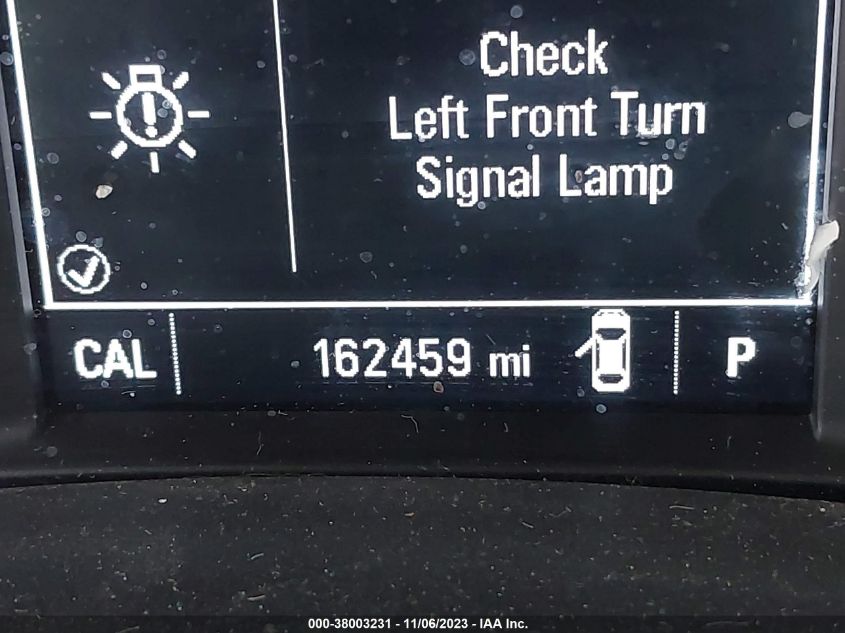 Check
Left Front Turn
Signal Lamp
CAL 162459 mi P
000-38003231 - 11/06/2023 - IAA Inc.